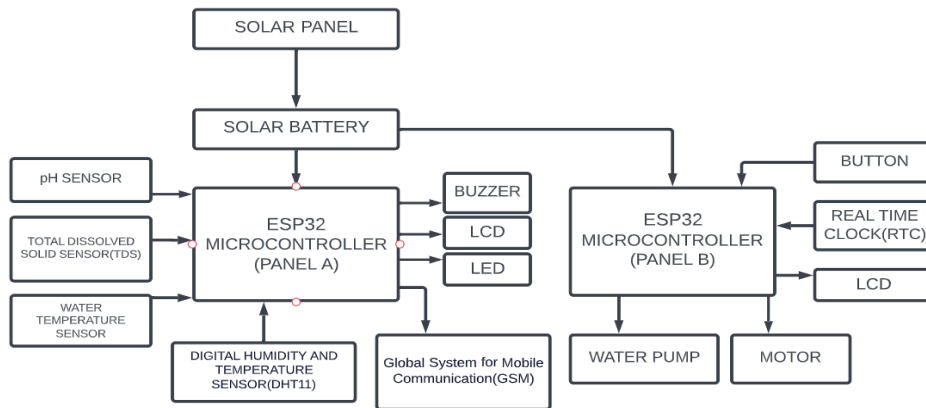 SOLAR PANEL
SOLAR BATTERY
pH SENSOR
TOTAL DISSOLVED
SOLID SENSOR(TDS)
WATER
TEMPERATURE
SENSOR
ESP32
MICROCONTROLLER
(PANEL A)
BUZZER
LCD
LED
DIGITAL HUMIDITY AND
TEMPERATURE
SENSOR(DHT11)
Global System for Mobile
Communication(GSM)
ESP32
MICROCONTROLLER
(PANEL B)
BUTTON
REAL TIME
CLOCK(RTC)
LCD
WATER PUMP
MOTOR